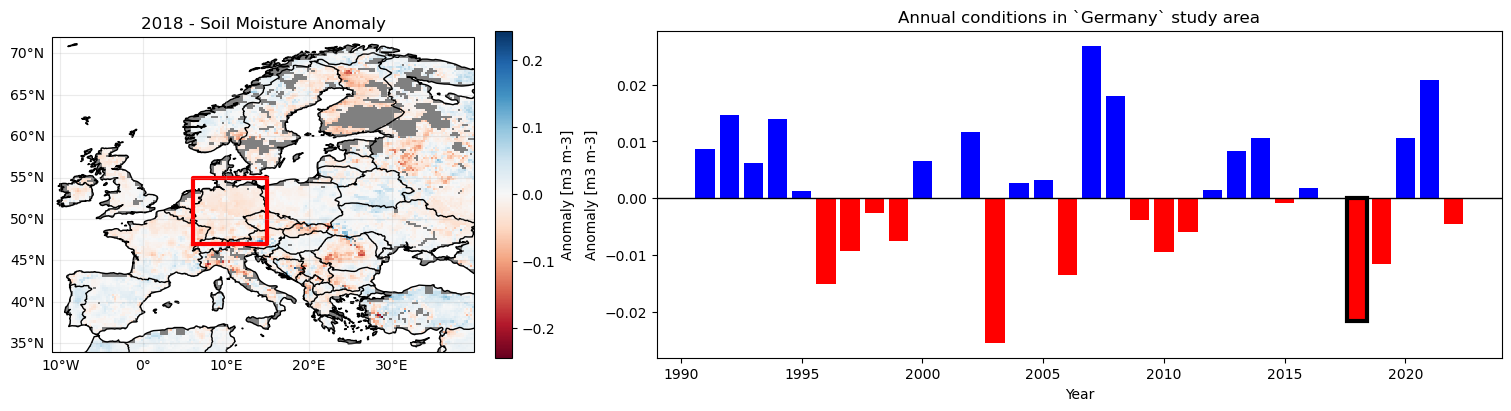 2018 - Soil Moisture Anomaly
70°N
65°N
60°N
55°N
50°N
45°N
40°N
35°N
10°W 0° 10°E 20°E 30°E
0.2
0.1
0.0
−0.1
−0.2
Anomaly [m3 m-3]
Annual conditions in `Germany` study area
Anomaly [m3 m-3]
0.02
0.01
0.00
−0.01
−0.02
1990 1995 2000 2005 2010 2015 2020
Year